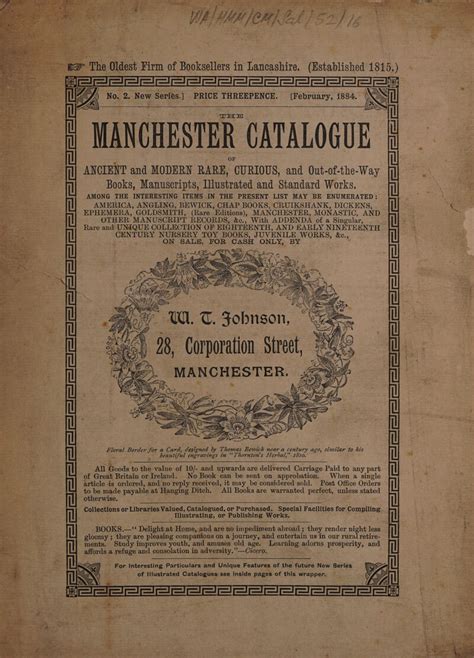 WA/HMM/CM/Sal/52/16
☞ The Oldest Firm of Booksellers in Lancashire. (Established 1815.)
No. 2. New Series.] PRICE THREEPENCE. [February, 1884.
THE
MANCHESTER CATALOGUE
OF
ANCIENT and MODERN RARE, CURIOUS, and Out-of-the-Way
Books, Manuscripts, Illustrated and Standard Works.
AMONG THE INTERESTING ITEMS IN THE PRESENT LIST MAY BE ENUMERATED:
AMERICA, ANGLING, BEWICK, CHAP BOOKS, CRUIKSHANK, DICKENS,
EPHEMERA, GOLDSMITH, (Rare Editions), MANCHESTER, MONASTIC, AND
OTHER MANUSCRIPT RECORDS, &c., With ADDENDA of a Singular,
Rare and UNIQUE COLLECTION OF EIGHTEENTH, AND EARLY NINETEENTH
CENTURY NURSERY TOY BOOKS, JUVENILE WORKS, &c.,
ON SALE, FOR CASH ONLY, BY
W. T. Johnson,
28, Corporation Street,
MANCHESTER.
Floral Border for a Card, designed by Thomas Bewick near a century ago, similar to his
beautiful engravings in "Thornton's Herbal," 1810.
All Goods to the value of 10/- and upwards are delivered Carriage Paid to any part
of Great Britain or Ireland. No Book can be sent on approbation. When a single
article is ordered, and no reply received, it may be considered sold. Post Office Orders
to be made payable at Hanging Ditch. All Books are warranted perfect, unless stated
otherwise.
Collections or Libraries Valued, Catalogued, or Purchased. Special Facilities for Compiling
Illustrating, or Publishing Works.
BOOKS.—" Delight at Home, and are no impediment abroad; they render night less
gloomy; they are pleasing companions on a journey, and entertain us in our rural retire-
ments. Study improves youth, and amuses old age. Learning adorns prosperity, and
affords a refuge and consolation in adversity."—Cicero.
For Interesting Particulars and Unique Features of the future New Series
of Illustrated Catalogues see inside pages of this wrapper.